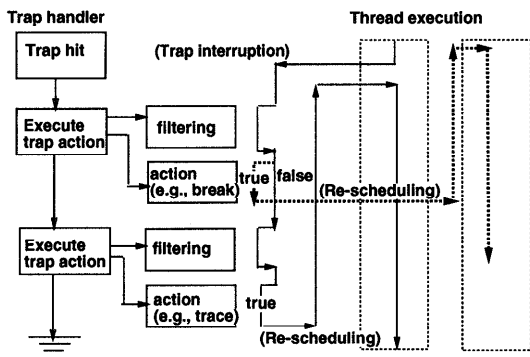 Trap handler
Thread execution
Trap hit
(Trap interruption)
Execute
trap action
filtering
action
(e.g., break)
true
false
(Re-scheduling)
Execute
trap action
filtering
action
(e.g., trace)
true
(Re-scheduling)